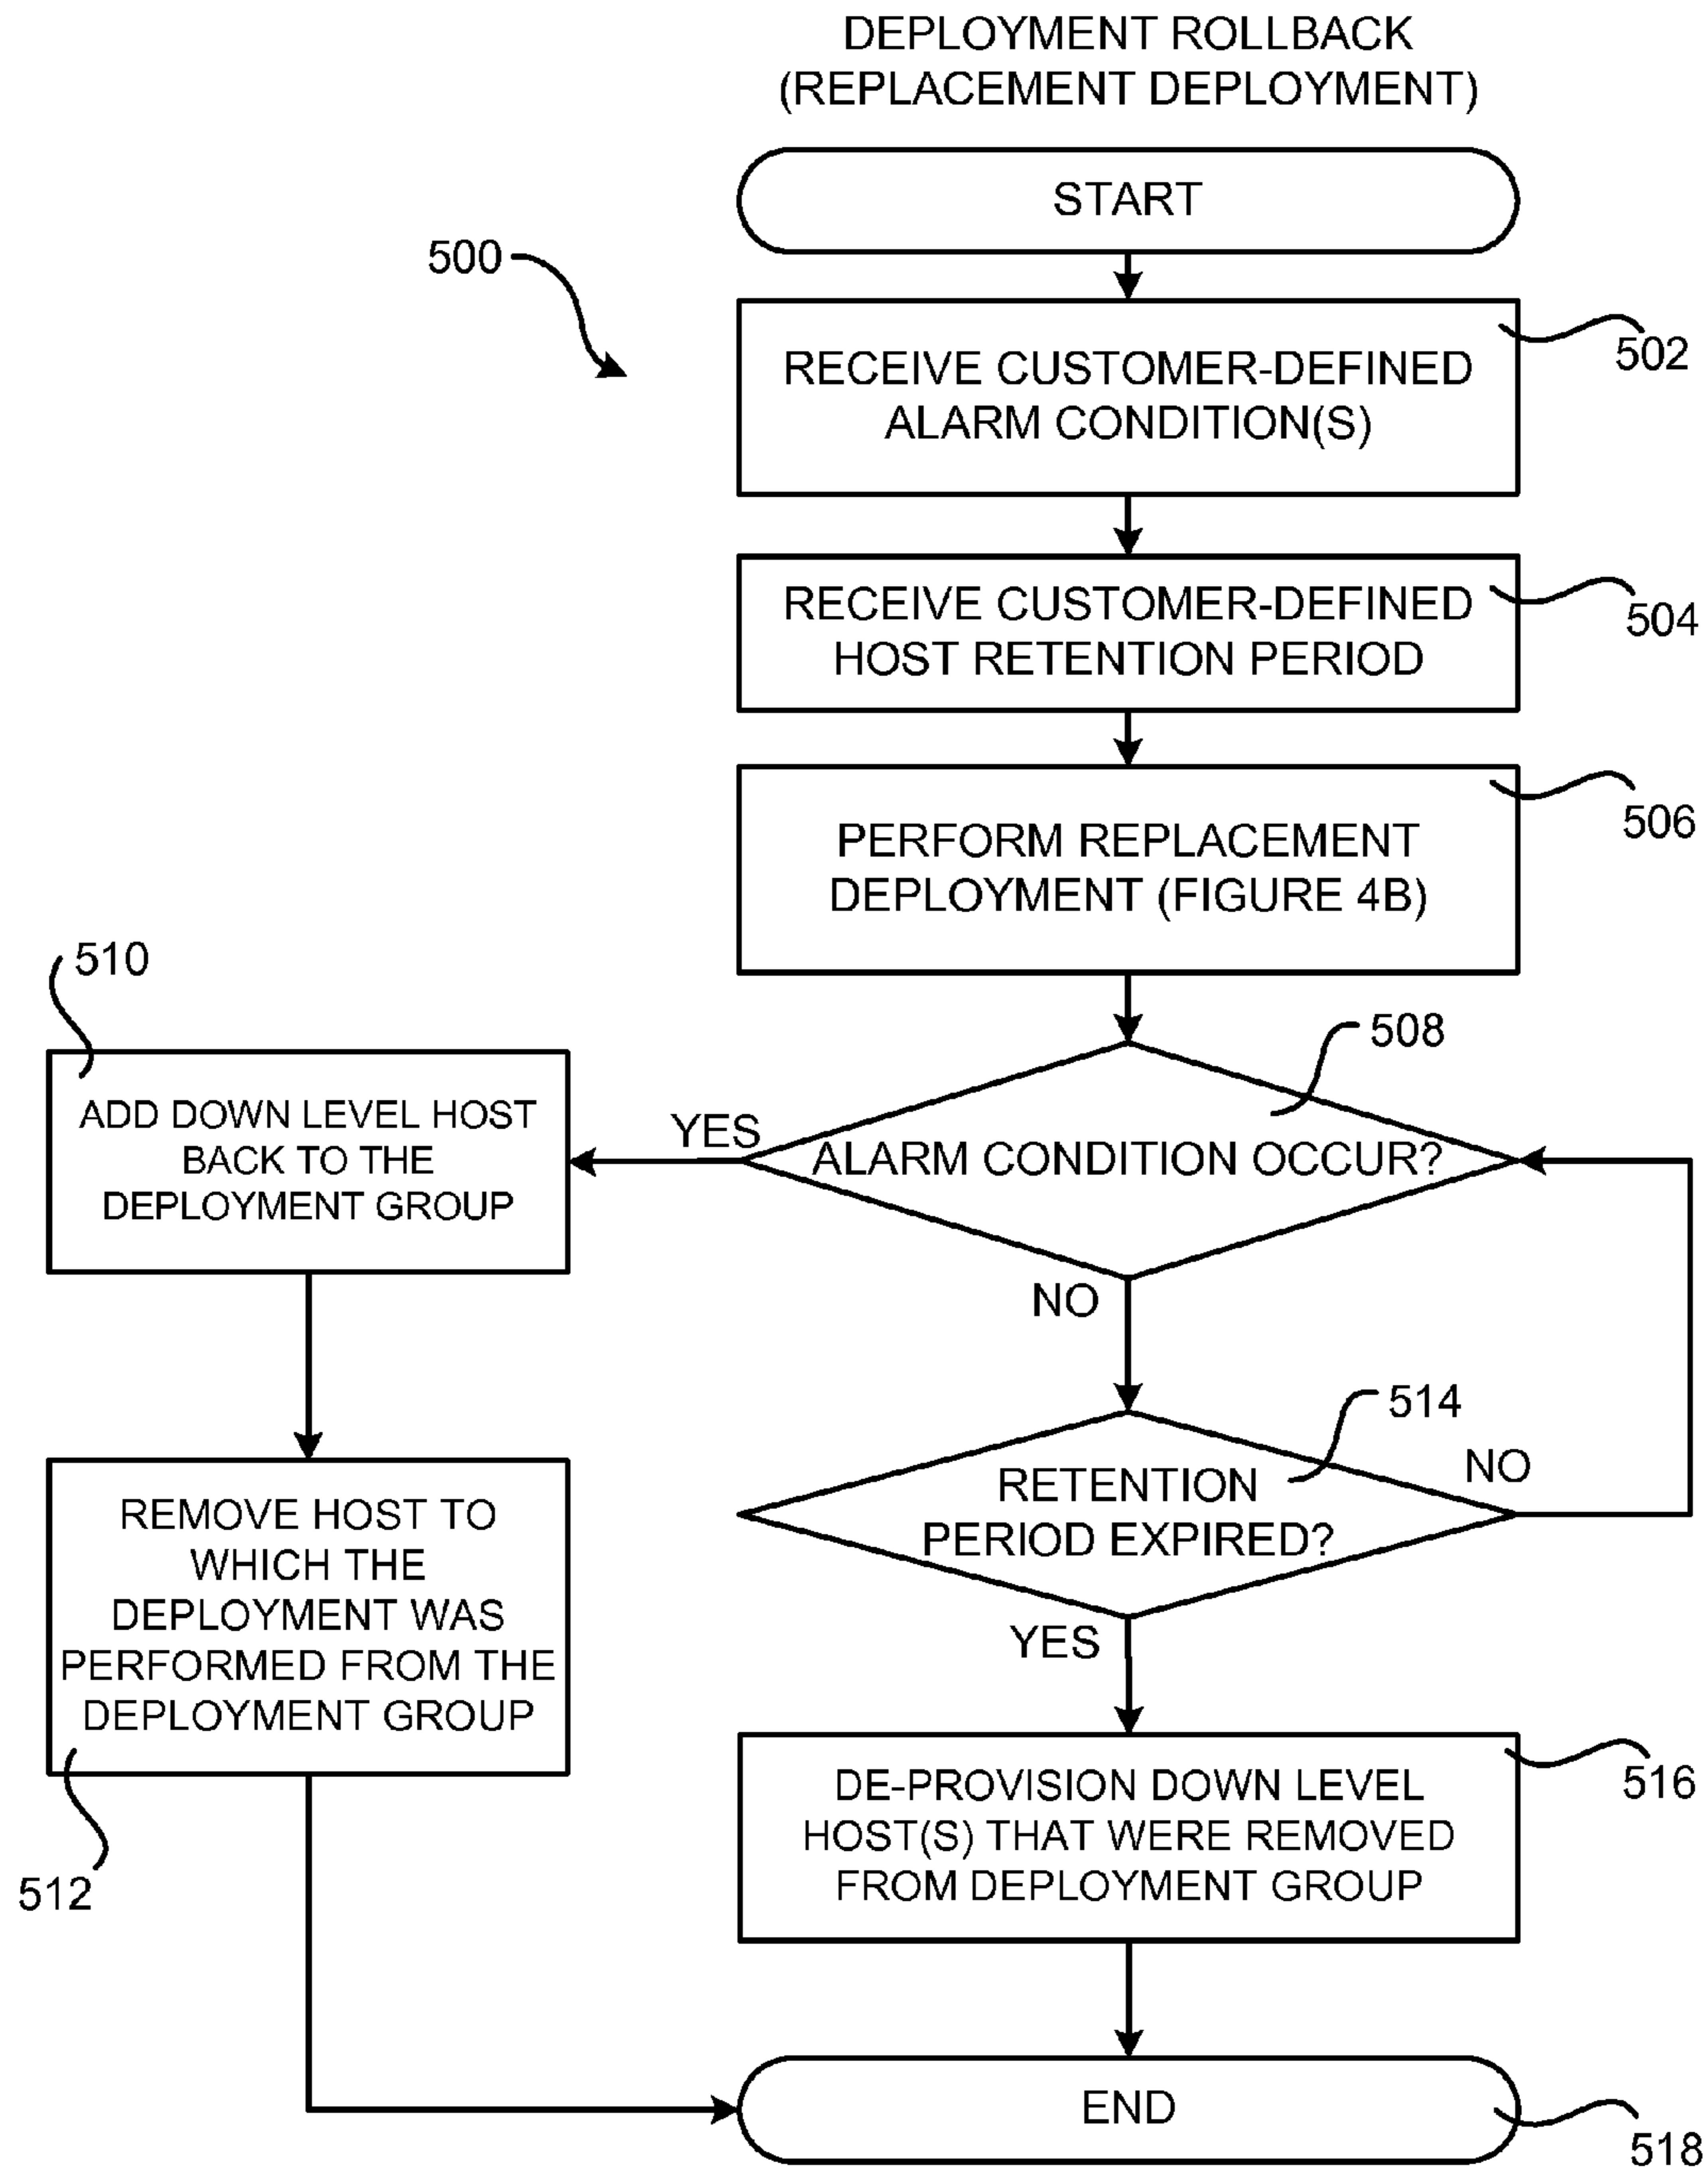 DEPLOYMENT ROLLBACK
(REPLACEMENT DEPLOYMENT)
START
500
RECEIVE CUSTOMER-DEFINED
ALARM CONDITION(S)
502
RECEIVE CUSTOMER-DEFINED
HOST RETENTION PERIOD
504
PERFORM REPLACEMENT
DEPLOYMENT (FIGURE 4B)
506
508
ALARM CONDITION OCCUR?
YES
510
ADD DOWN LEVEL HOST
BACK TO THE
DEPLOYMENT GROUP
NO
REMOVE HOST TO
WHICH THE
DEPLOYMENT WAS
PERFORMED FROM THE
DEPLOYMENT GROUP
512
514
RETENTION
PERIOD EXPIRED?
NO
YES
DE-PROVISION DOWN LEVEL
HOST(S) THAT WERE REMOVED
FROM DEPLOYMENT GROUP
516
END
518